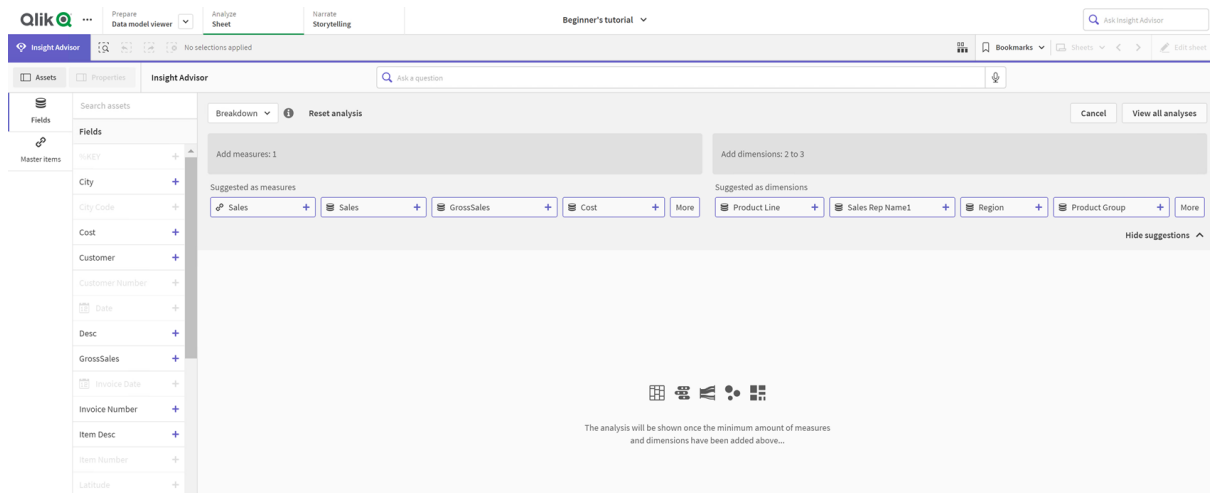 Qlik
Prepare
Data model viewer
Analyze
Sheet
Narrate
Storytelling
Beginner's tutorial
Ask Insight Advisor
Insight Advisor
No selections applied
Bookmarks
Sheets
Edit sheet
Assets
Properties
Insight Advisor
Ask a question
Fields
Master items
Search assets
Fields
%KEY
City
City Code
Cost
Customer
Customer Number
Date
Desc
GrossSales
Invoice Date
Invoice Number
Item Desc
Item Number
Latitude
Breakdown
Reset analysis
Cancel
View all analyses
Add measures: 1
Add dimensions: 2 to 3
Suggested as measures
Sales
Sales
GrossSales
Cost
More
Suggested as dimensions
Product Line
Sales Rep Name1
Region
Product Group
More
Hide suggestions
The analysis will be shown once the minimum amount of measures
and dimensions have been added above...